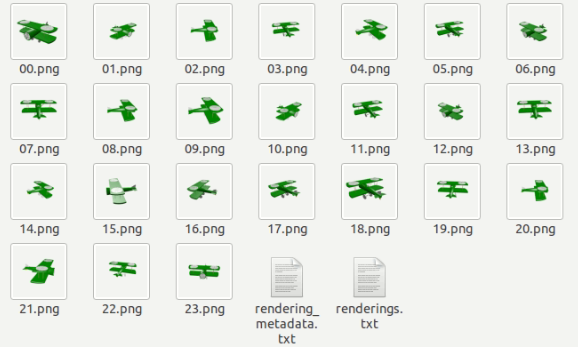 00.png 01.png 02.png 03.png 04.png 05.png 06.png
07.png 08.png 09.png 10.png 11.png 12.png 13.png
14.png 15.png 16.png 17.png 18.png 19.png 20.png
21.png 22.png 23.png rendering_ renderings.
metadata. txt
txt